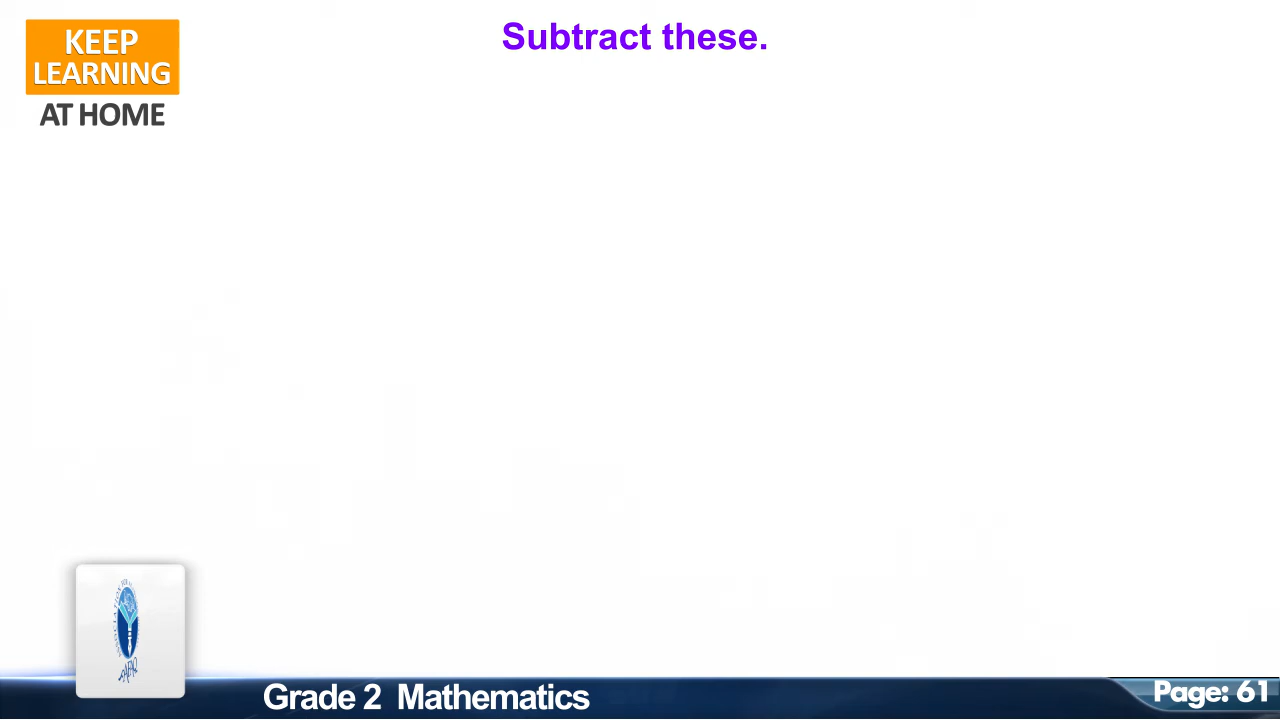 Subtract these.
KEEP
LEARNING
AT HOME
Grade 2 Mathematics
Page: 61